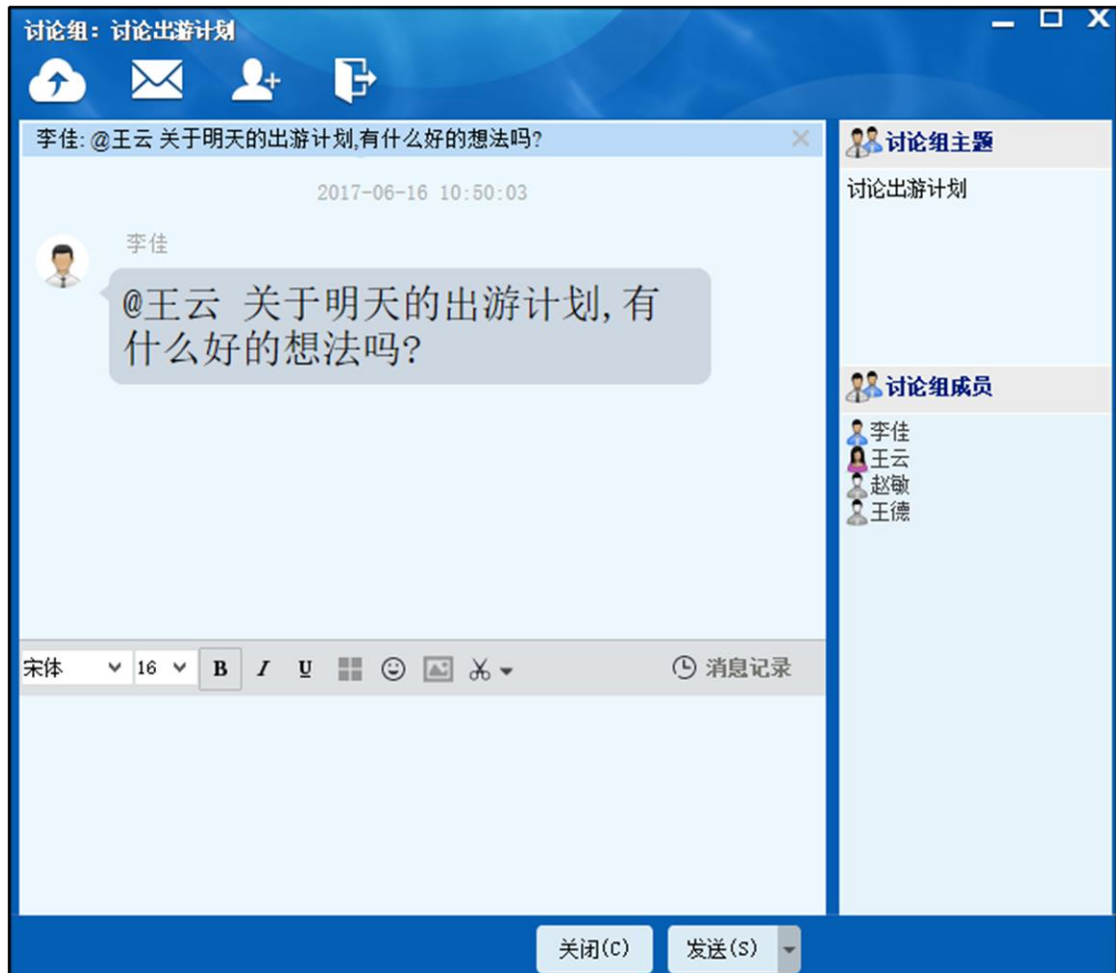 讨论组：讨论出游计划
李佳: @王云 关于明天的出游计划,有什么好的想法吗?
2017-06-16 10:50:03
李佳
@王云 关于明天的出游计划,有
什么好的想法吗?
讨论组主题
讨论出游计划
讨论组成员
李佳
王云
赵敏
王德
宋体 16 B I U 消息记录
关闭(C) 发送(S)